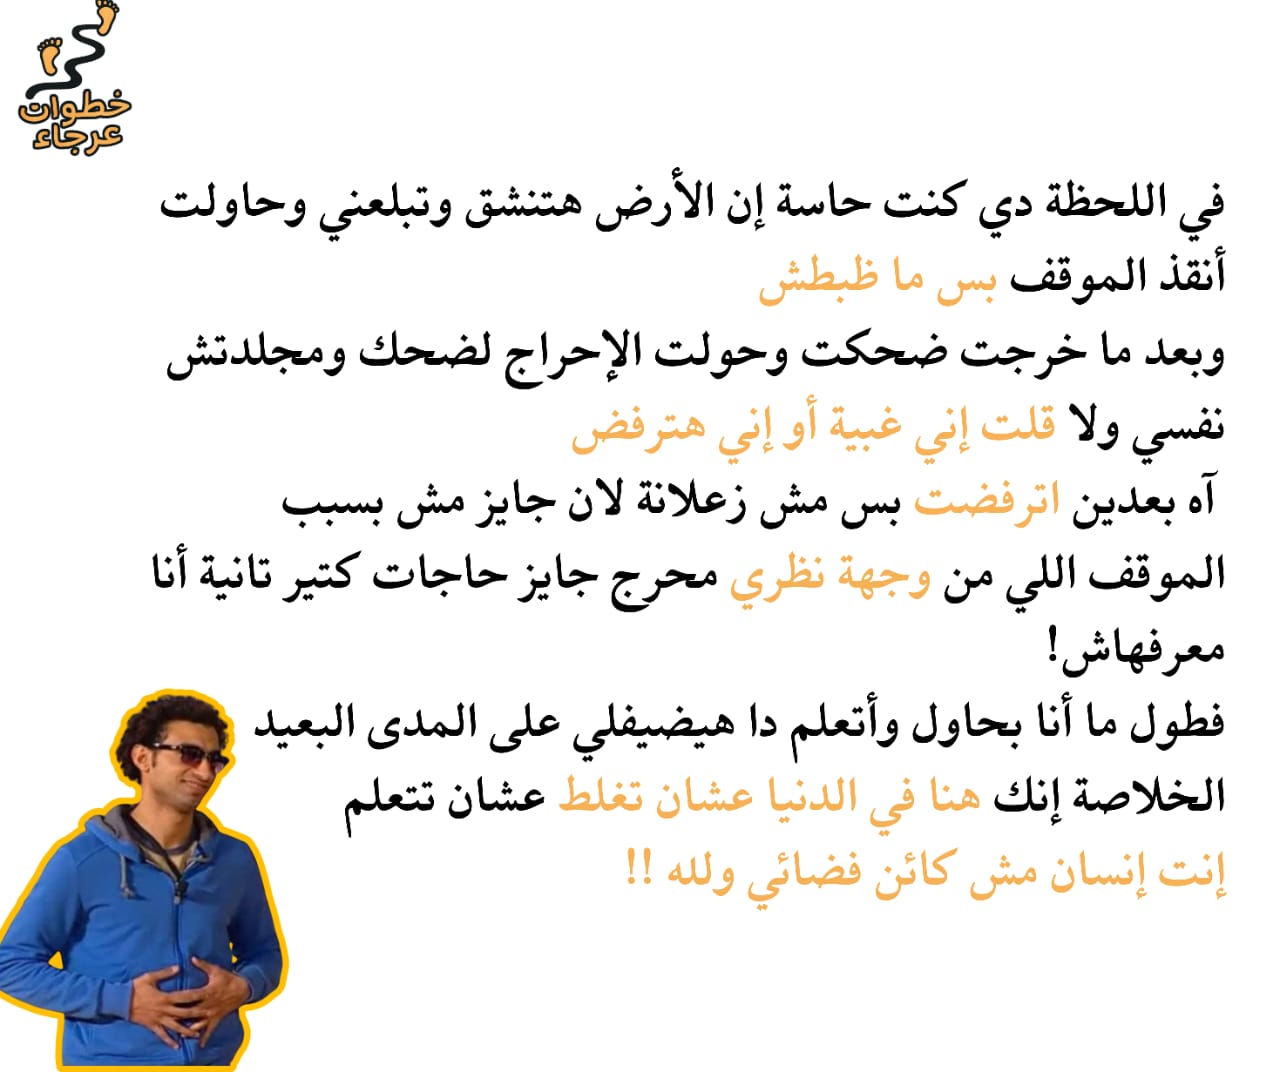 خطوات
عرجاء
في اللحظة دي كنت حاسة إن الأرض هتنشق وتبلعني وحاولت
أنقذ الموقف بس ما ظبطش
وبعد ما خرجت ضحكت وحولت الإحراج لضحك ومجلدتش
نفسي ولا قلت إني غبية أو إني هترفض
آه بعدين اترفضت بس مش زعلانة لان جايز مش بسبب
الموقف اللي من وجهة نظري محرج جايز حاجات كتير تانية أنا
معرفهاش!
فطول ما أنا بحاول وأتعلم دا هيضيفلي على المدى البعيد
الخلاصة إنك هنا في الدنيا عشان تغلط عشان تتعلم
إنت إنسان مش كائن فضائي ولله !!